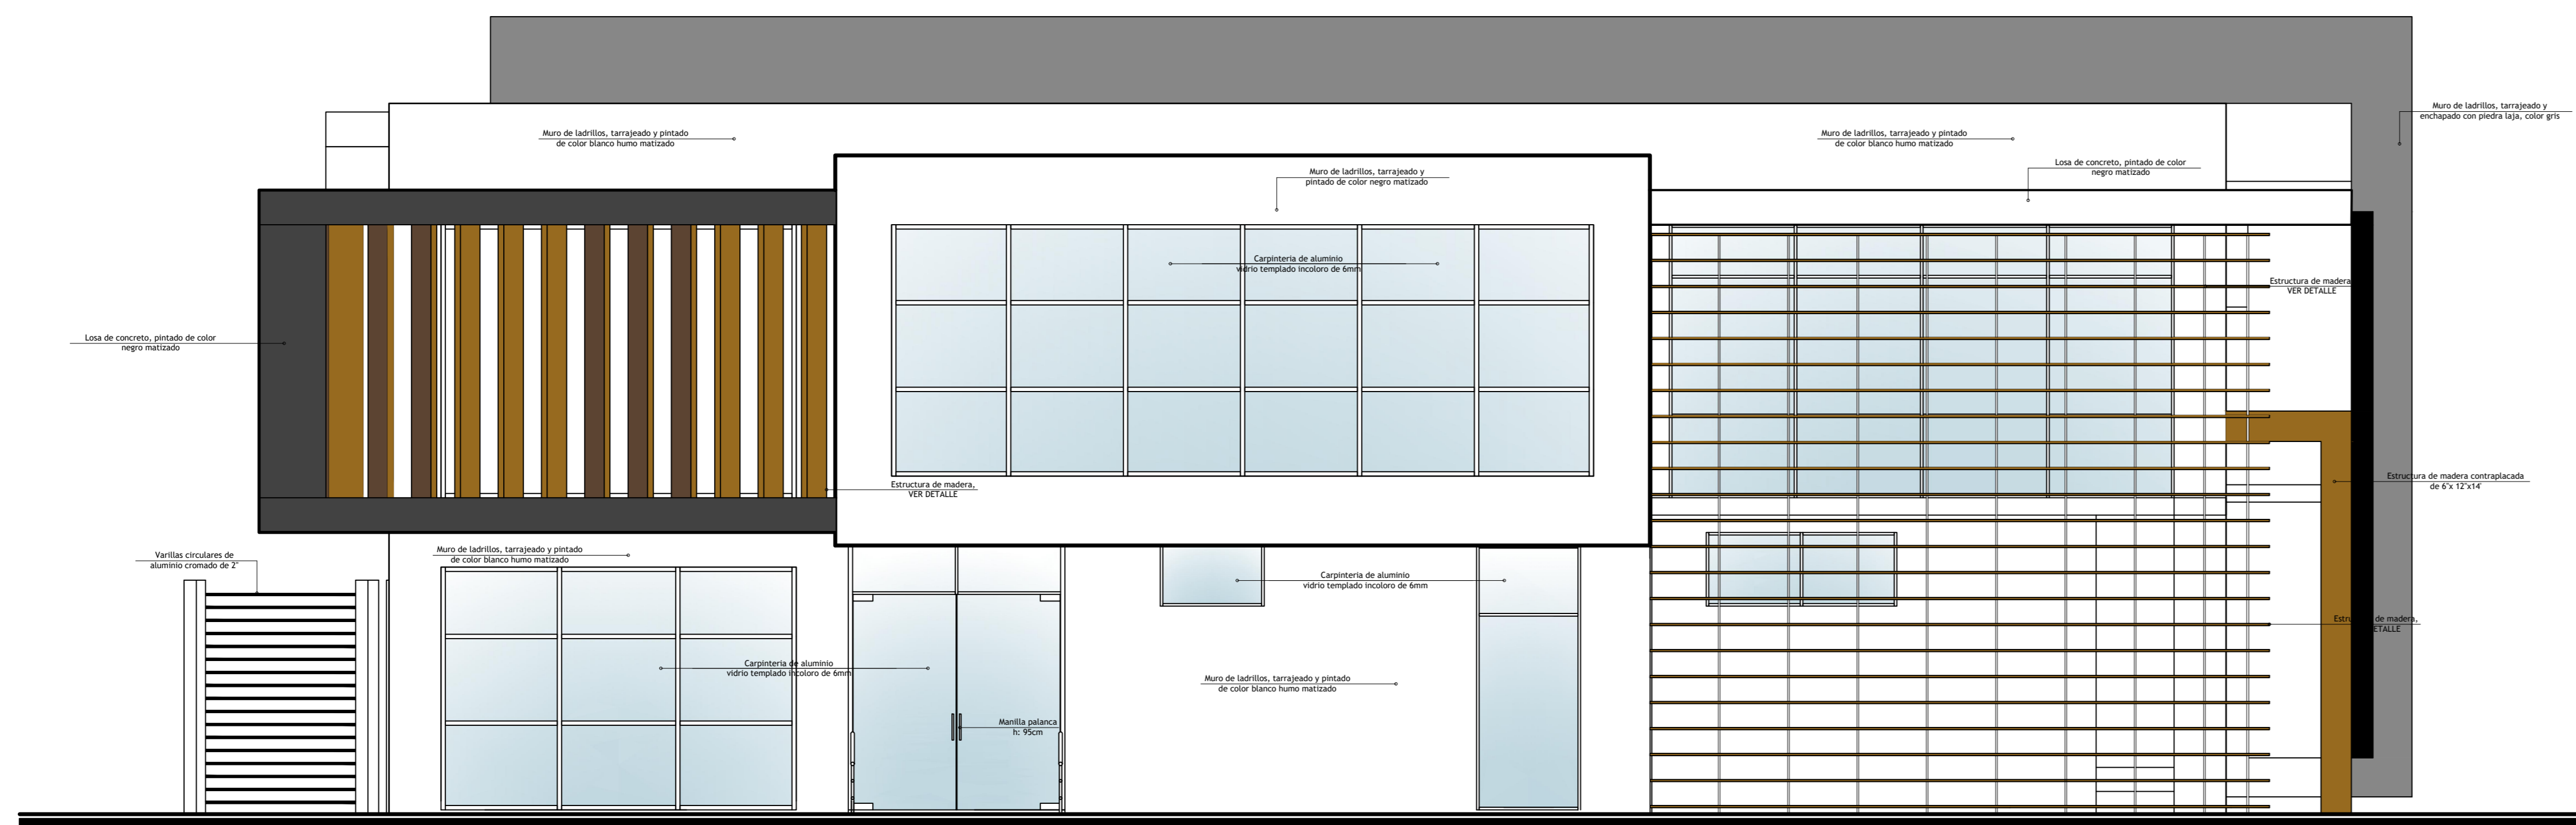 Muro de ladrillos, tarrajeado y
enchapado con piedra laja, color gris
Muro de ladrillos, tarrajeado y pintado
de color blanco humo matizado
Muro de ladrillos, tarrajeado y pintado
de color blanco humo matizado
Losa de concreto, pintado de color
negro matizado
Muro de ladrillos, tarrajeado y
pintado de color negro matizado
Carpinteria de aluminio
vidrio templado incoloro de 6mm
Estructura de madera
VER DETALLE
Losa de concreto, pintado de color
negro matizado
Estructura de madera,
VER DETALLE
Estructura de madera contraplacada
de 6"x 12"x14'
Varillas circulares de
aluminio cromado de 2"
Muro de ladrillos, tarrajeado y pintado
de color blanco humo matizado
Carpinteria de aluminio
vidrio templado incoloro de 6mm
Estru de madera,
ETALLE
Carpinteria de aluminio
vidrio templado incoloro de 6mm
Muro de ladrillos, tarrajeado y pintado
de color blanco humo matizado
Manilla palanca
h: 95cm